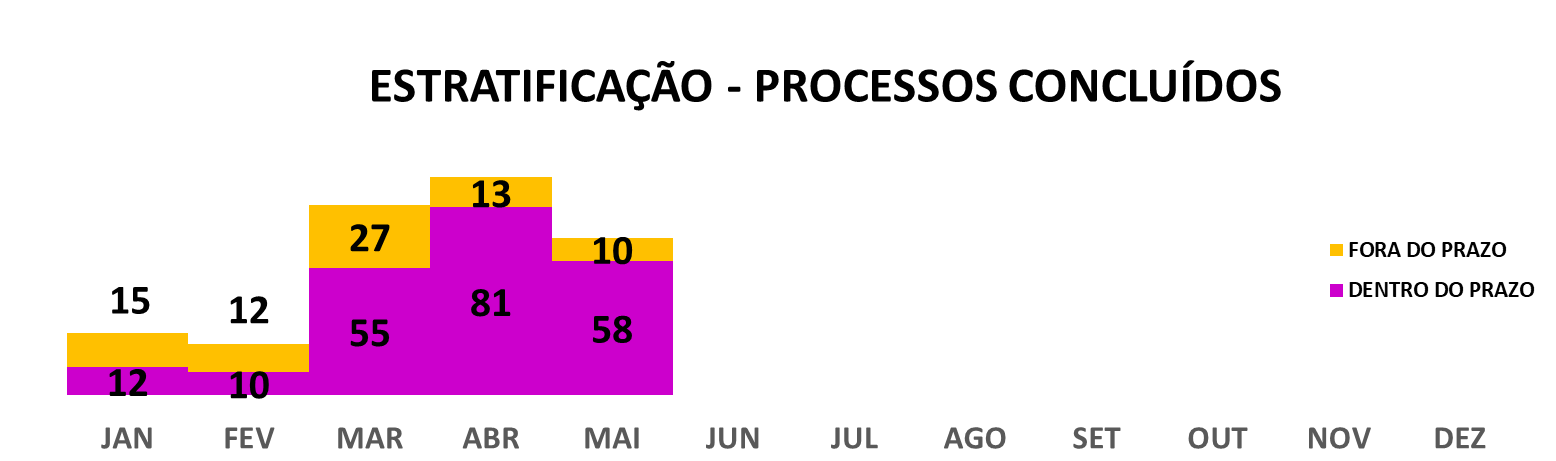 ESTRATIFICAÇÃO - PROCESSOS CONCLUÍDOS
13
27
10
15
12
81
55
58
12
10
FORA DO PRAZO
DENTRO DO PRAZO
JAN FEV MAR ABR MAI JUN JUL AGO SET OUT NOV DEZ